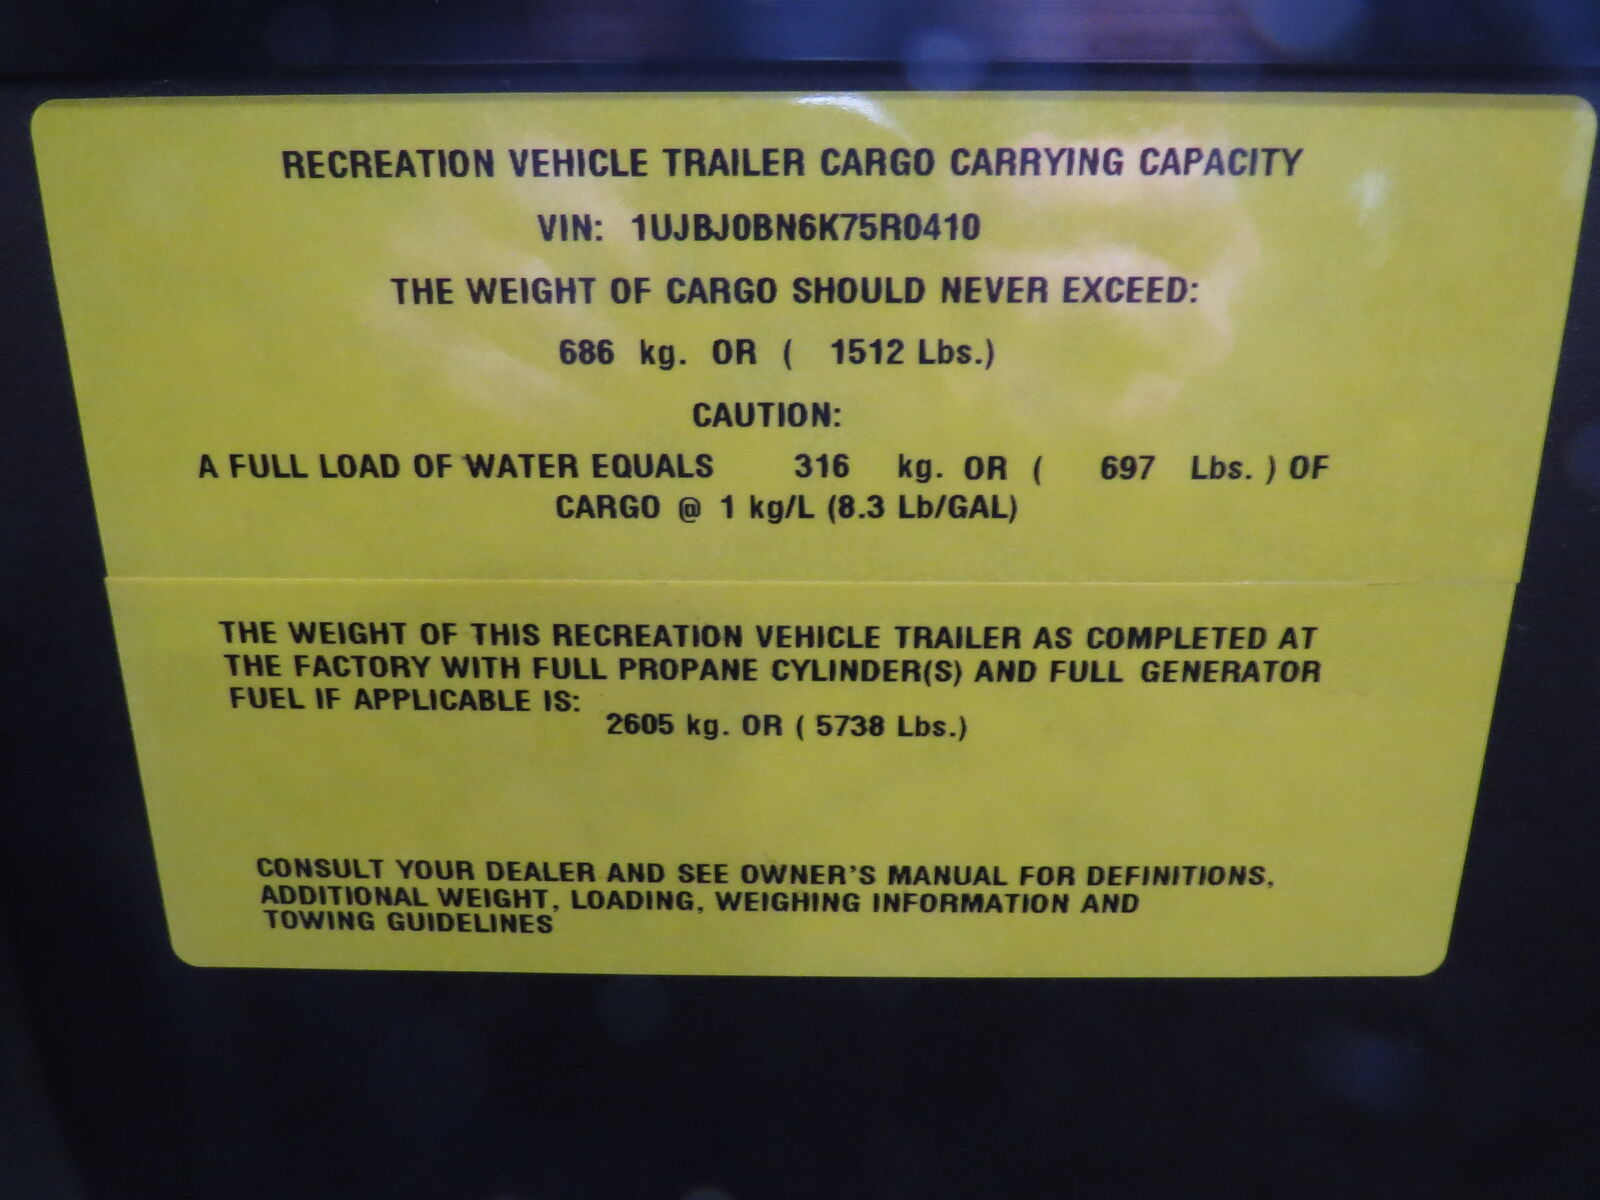 RECREATION VEHICLE TRAILER CARGO CARRYING CAPACITY
VIN: 1UJBJ0BN6K75R0410
THE WEIGHT OF CARGO SHOULD NEVER EXCEED:
686 kg. OR ( 1512 Lbs.)
CAUTION:
A FULL LOAD OF WATER EQUALS 316 kg. OR ( 697 Lbs. ) OF
CARGO @ 1 kg/L (8.3 Lb/GAL)
THE WEIGHT OF THIS RECREATION VEHICLE TRAILER AS COMPLETED AT
THE FACTORY WITH FULL PROPANE CYLINDER(S) AND FULL GENERATOR
FUEL IF APPLICABLE IS:
2605 kg. OR ( 5738 Lbs.)
CONSULT YOUR DEALER AND SEE OWNER'S MANUAL FOR DEFINITIONS,
ADDITIONAL WEIGHT, LOADING, WEIGHING INFORMATION AND
TOWING GUIDELINES